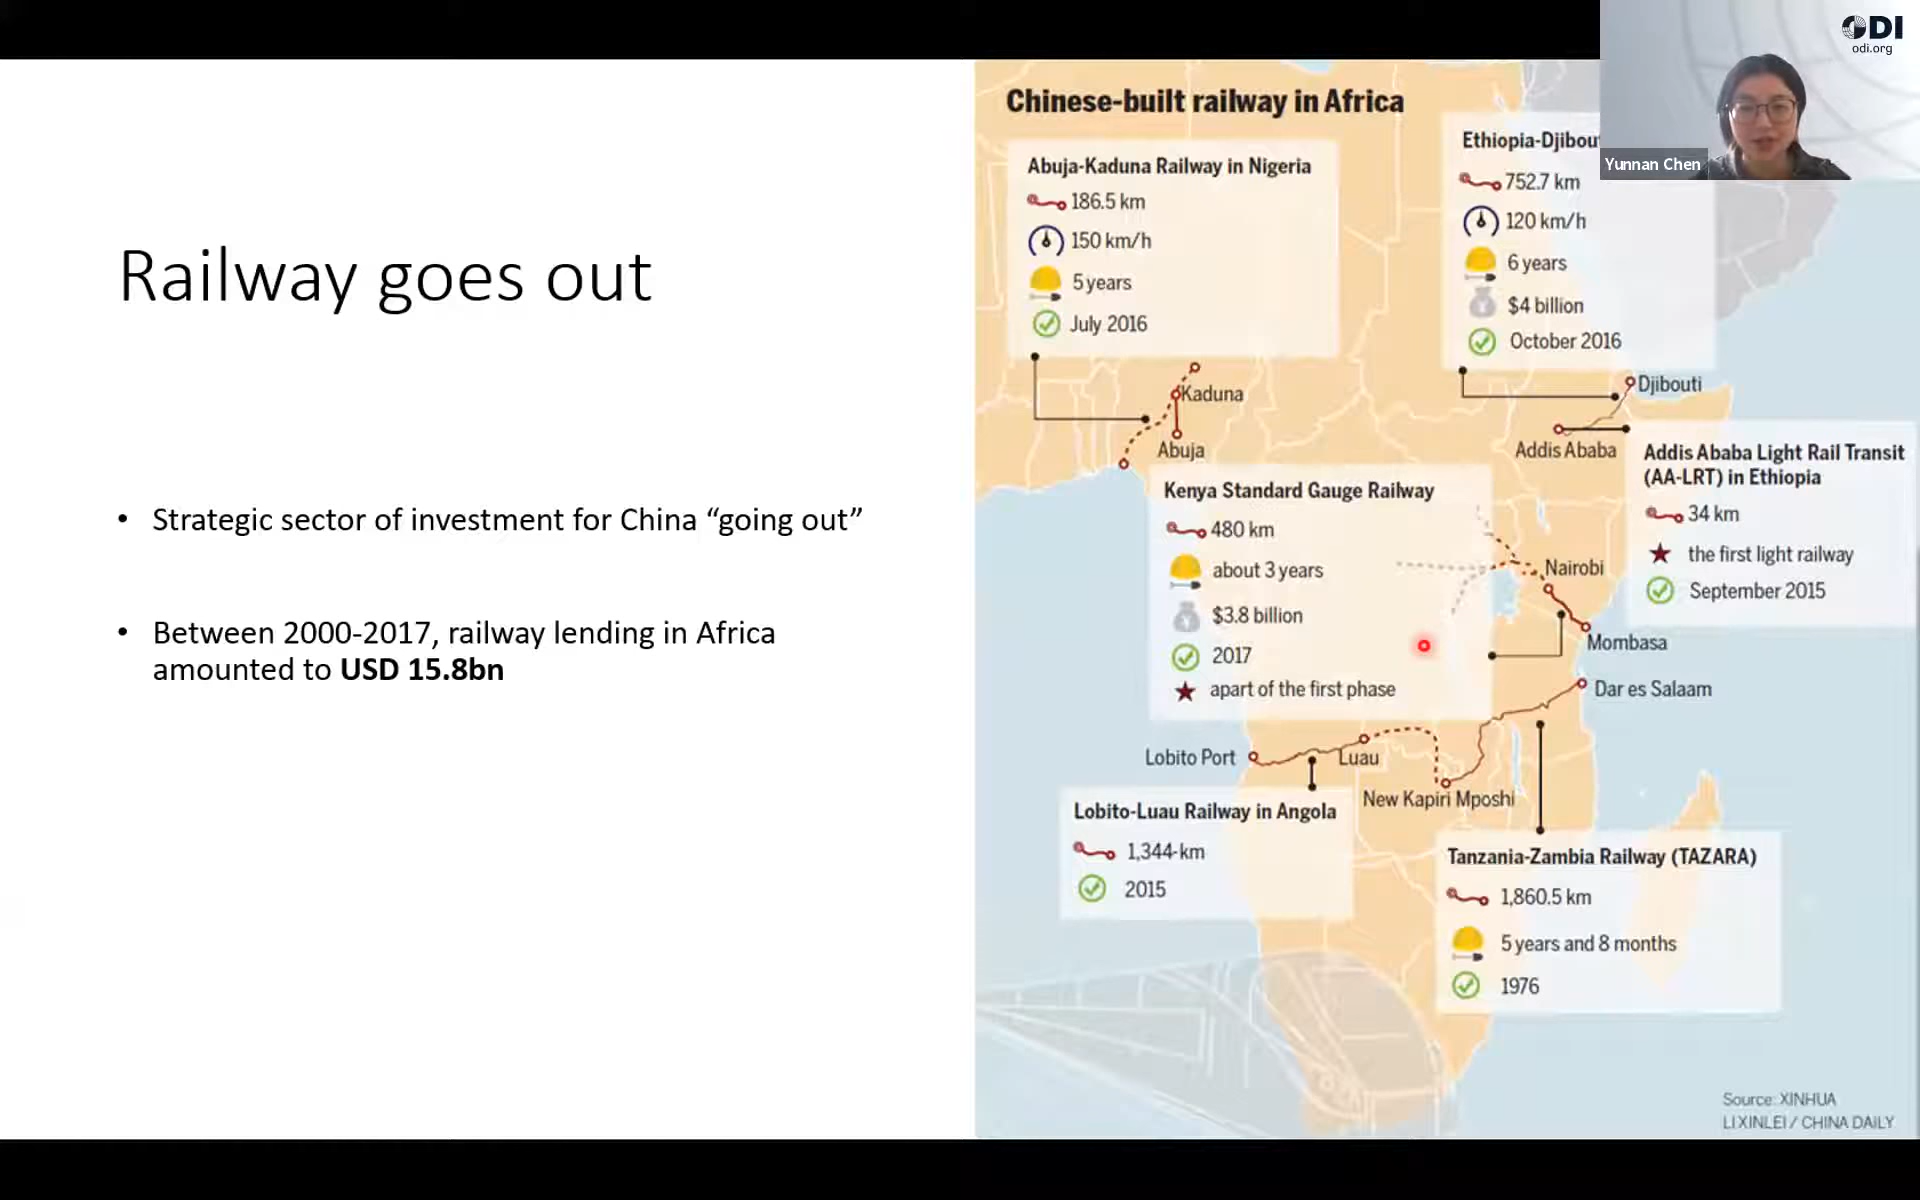 Railway goes out
• Strategic sector of investment for China “going out”
• Between 2000-2017, railway lending in Africa
amounted to USD 15.8bn
Chinese-built railway in Africa
Abuja-Kaduna Railway in Nigeria
186.5 km
150 km/h
5 years
July 2016
Ethiopia-Djibou
752.7 km
120 km/h
6 years
$4 billion
October 2016
Kaduna
Abuja
Djibouti
Addis Ababa
Addis Ababa Light Rail Transit
(AA-LRT) in Ethiopia
34 km
the first light railway
September 2015
Kenya Standard Gauge Railway
480 km
about 3 years
$3.8 billion
2017
apart of the first phase
Nairobi
Mombasa
Dar es Salaam
Lobito Port
Luau
New Kapiri Mposhi
Lobito-Luau Railway in Angola
1,344-km
2015
Tanzania-Zambia Railway (TAZARA)
1,860.5 km
5 years and 8 months
1976
Source: XINHUA
LI XINLEI / CHINA DAILY
ODI
odi.org
Yunnan Chen